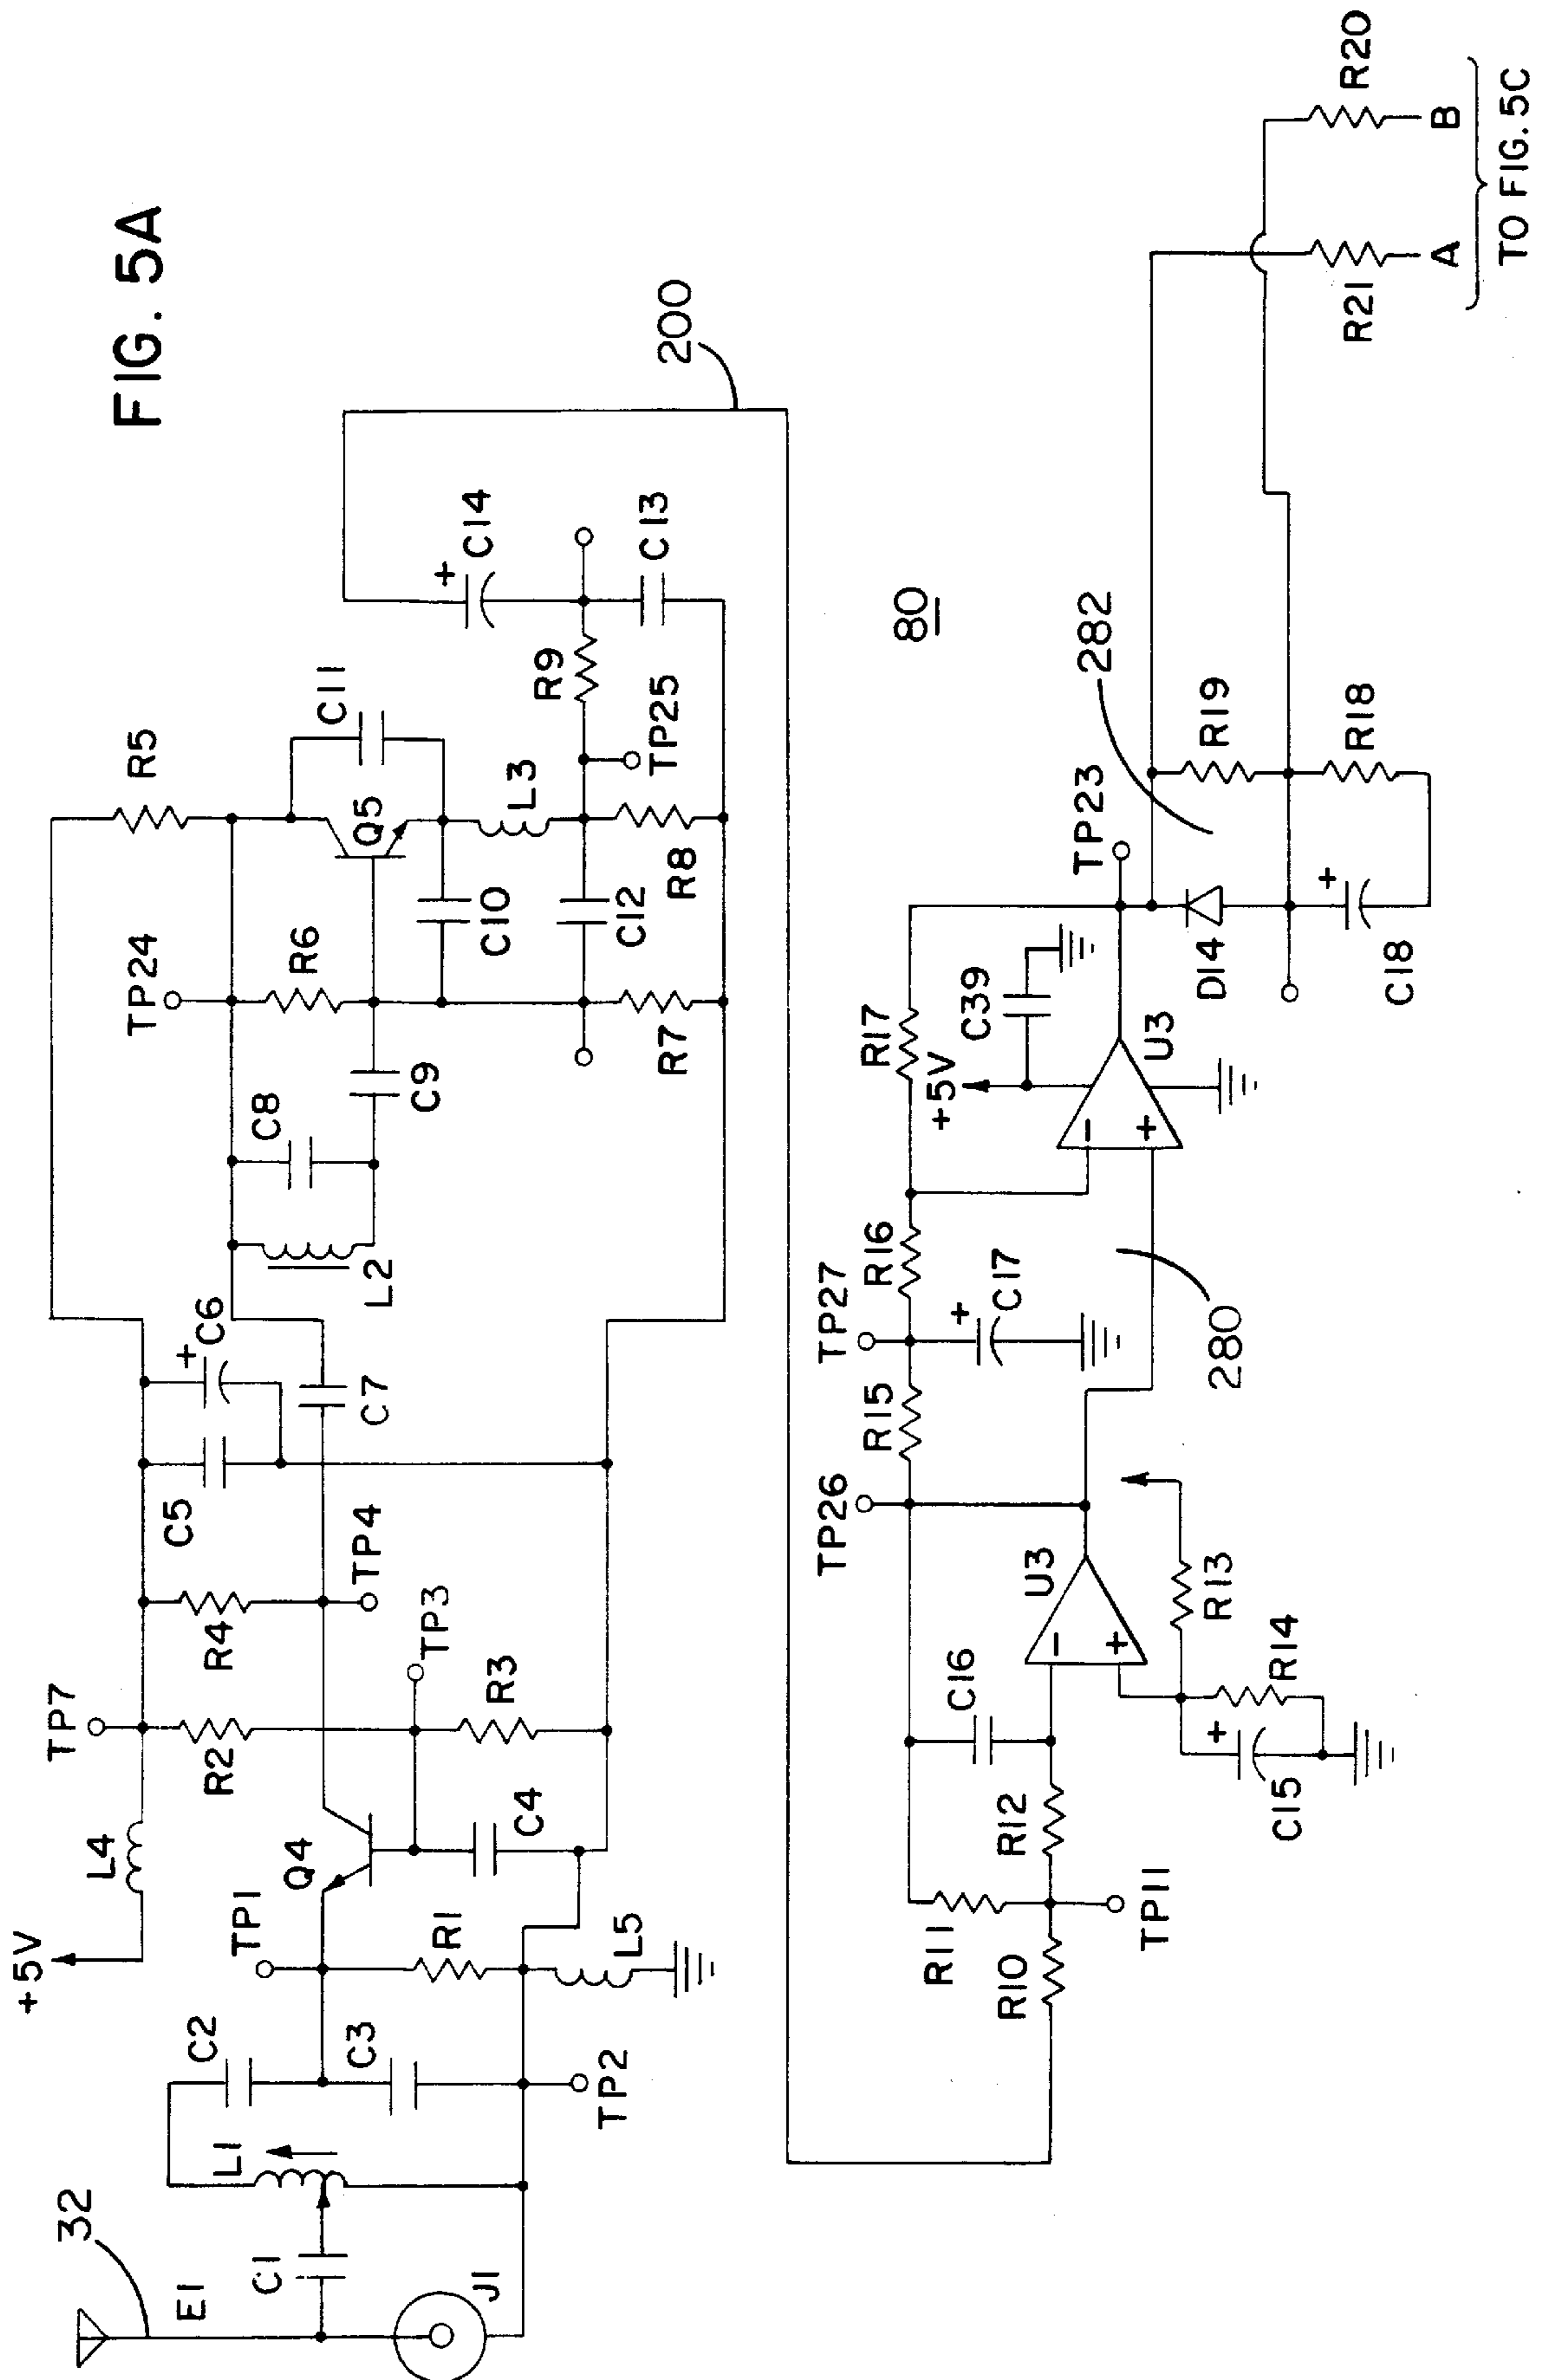 FIG. 5A
+5V
L4
TP7
R5
C11
R2
R4
C5
+
C6
TP24
R6
Q5
C14
+
32
E1
C1
L1
C2
C3
TP1
Q4
R1
C4
TP3
R3
TP4
C7
L2
C8
C9
C10
L3
R9
C13
J1
TP2
L5
R7
C12
R8
TP25
200
80
TP26
TP27
R11
C16
R15
R16
R17
+5V
C39
TP23
282
R10
R12
TP11
U3
-
+
C17
+
-
+
U3
D14
R19
C15
+
R14
R13
280
C18
+
R18
R21
R20
A
B
TO FIG. 5C